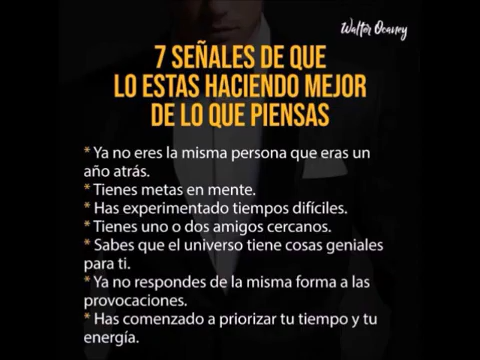 Walter Ocaney
7 SEÑALES DE QUE
LO ESTAS HACIENDO MEJOR
DE LO QUE PIENSAS
* Ya no eres la misma persona que eras un
año atrás.
* Tienes metas en mente.
* Has experimentado tiempos difíciles.
* Tienes uno o dos amigos cercanos.
* Sabes que el universo tiene cosas geniales
para ti.
* Ya no respondes de la misma forma a las
provocaciones.
* Has comenzado a priorizar tu tiempo y tu
energía.